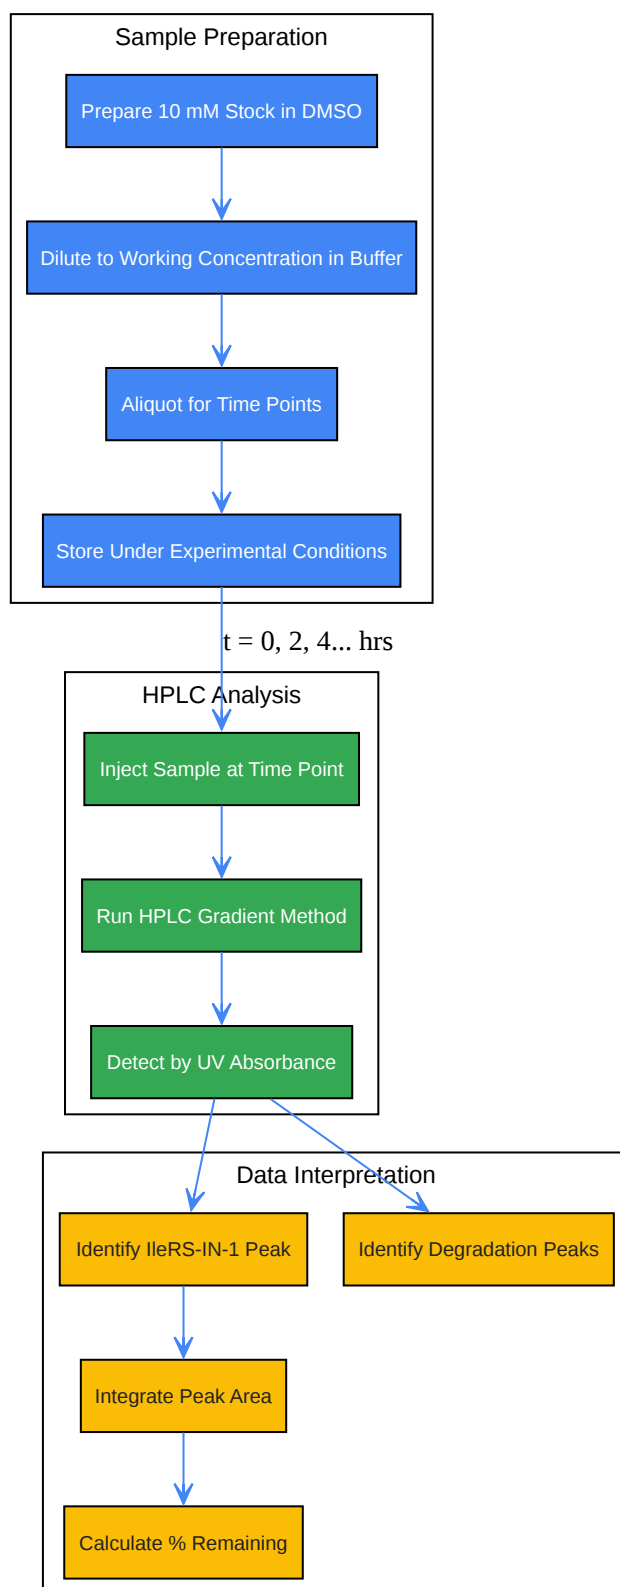 Sample Preparation
Prepare 10 mM Stock in DMSO
Dilute to Working Concentration in Buffer
Aliquot for Time Points
Store Under Experimental Conditions
t = 0, 2, 4... hrs
HPLC Analysis
Inject Sample at Time Point
Run HPLC Gradient Method
Detect by UV Absorbance
Data Interpretation
Identify IleRS-IN-1 Peak
Identify Degradation Peaks
Integrate Peak Area
Calculate % Remaining